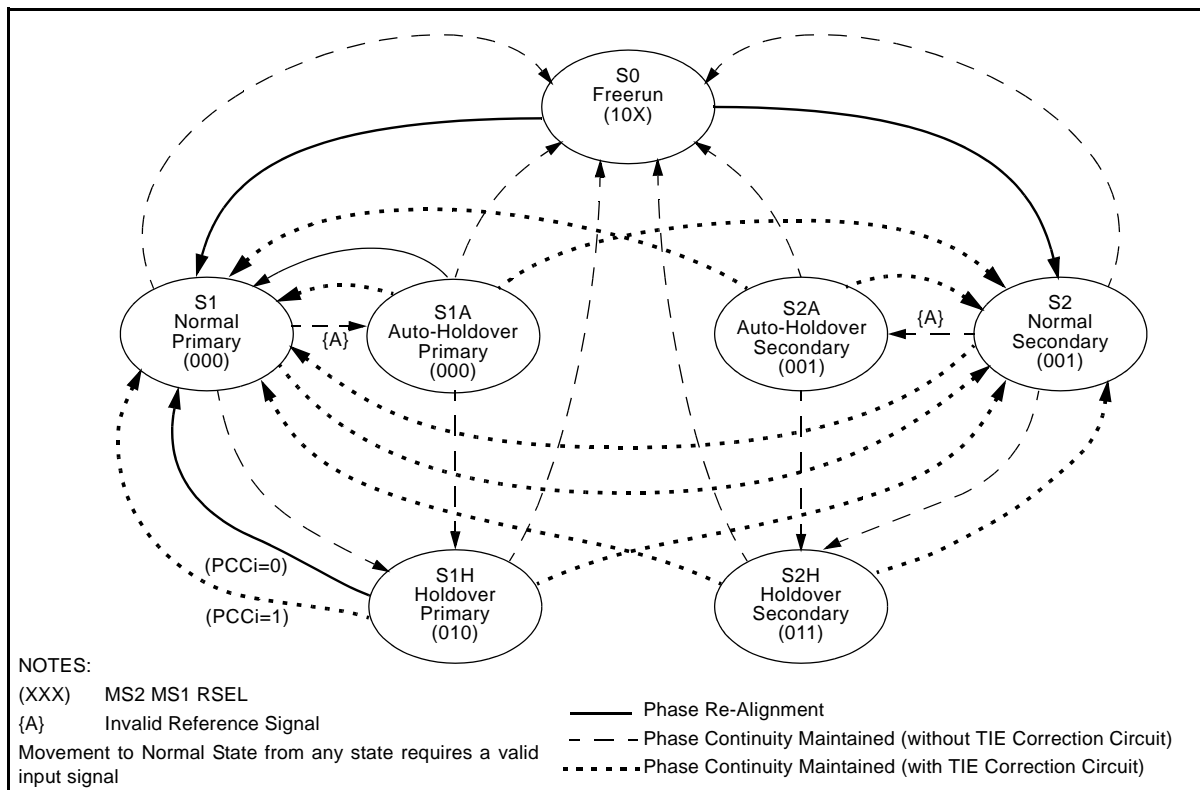 S0
Freerun
(10X)
S1
Normal
Primary
(000)
{A}
S1A
Auto-Holdover
Primary
(000)
S2A
Auto-Holdover
Secondary
(001)
{A}
S2
Normal
Secondary
(001)
(PCCi=0)
(PCCi=1)
S1H
Holdover
Primary
(010)
S2H
Holdover
Secondary
(011)
NOTES:
(XXX) MS2 MS1 RSEL
{A} Invalid Reference Signal
Movement to Normal State from any state requires a valid
input signal
Phase Re-Alignment
Phase Continuity Maintained (without TIE Correction Circuit)
Phase Continuity Maintained (with TIE Correction Circuit)